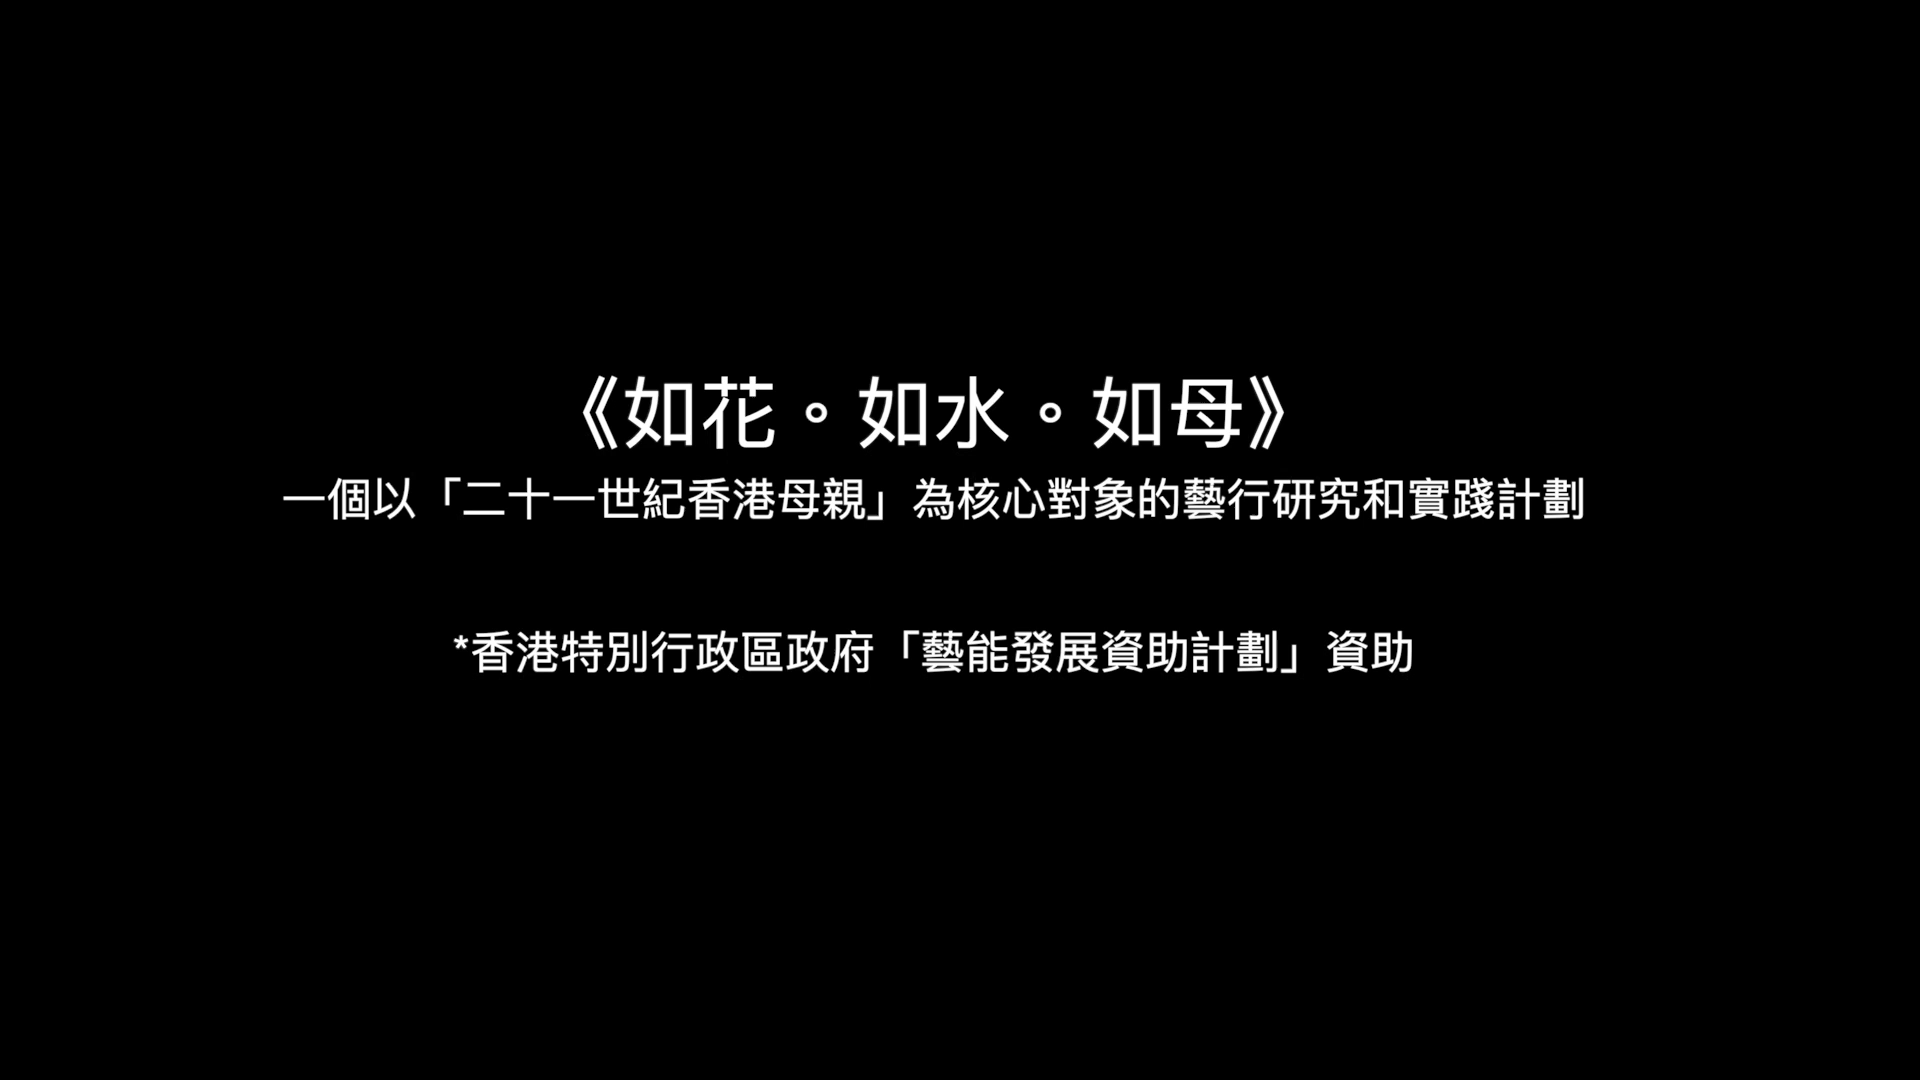 《如花。如水。如母》
一個以「二十一世紀香港母親」為核心對象的藝行研究和實踐計劃
*香港特別行政區政府「藝能發展資助計劃」資助